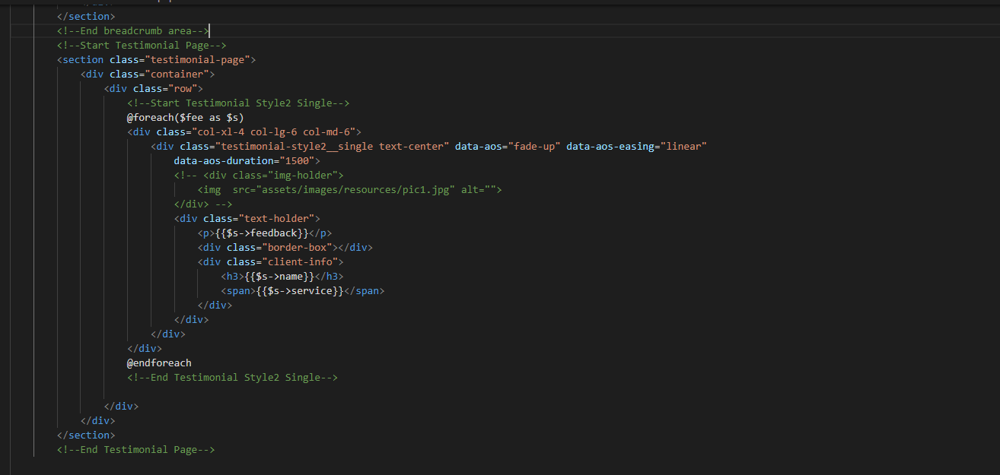 </section>
<!--End breadcrumb area-->
<!--Start Testimonial Page-->
<section class="testimonial-page">
<div class="container">
<div class="row">
<!--Start Testimonial Style2 Single-->
@foreach($fee as $s)
<div class="col-xl-4 col-lg-6 col-md-6">
<div class="testimonial-style2__single text-center" data-aos="fade-up" data-aos-easing="linear"
data-aos-duration="1500">
<!-- <div class="img-holder">
<img  src="assets/images/resources/pic1.jpg" alt="">
</div> -->
<div class="text-holder">
<p>{{$s->feedback}}</p>
<div class="border-box"></div>
<div class="client-info">
<h3>{{$s->name}}</h3>
<span>{{$s->service}}</span>
</div>
</div>
</div>
</div>
@endforeach
<!--End Testimonial Style2 Single-->
</div>
</div>
</section>
<!--End Testimonial Page-->